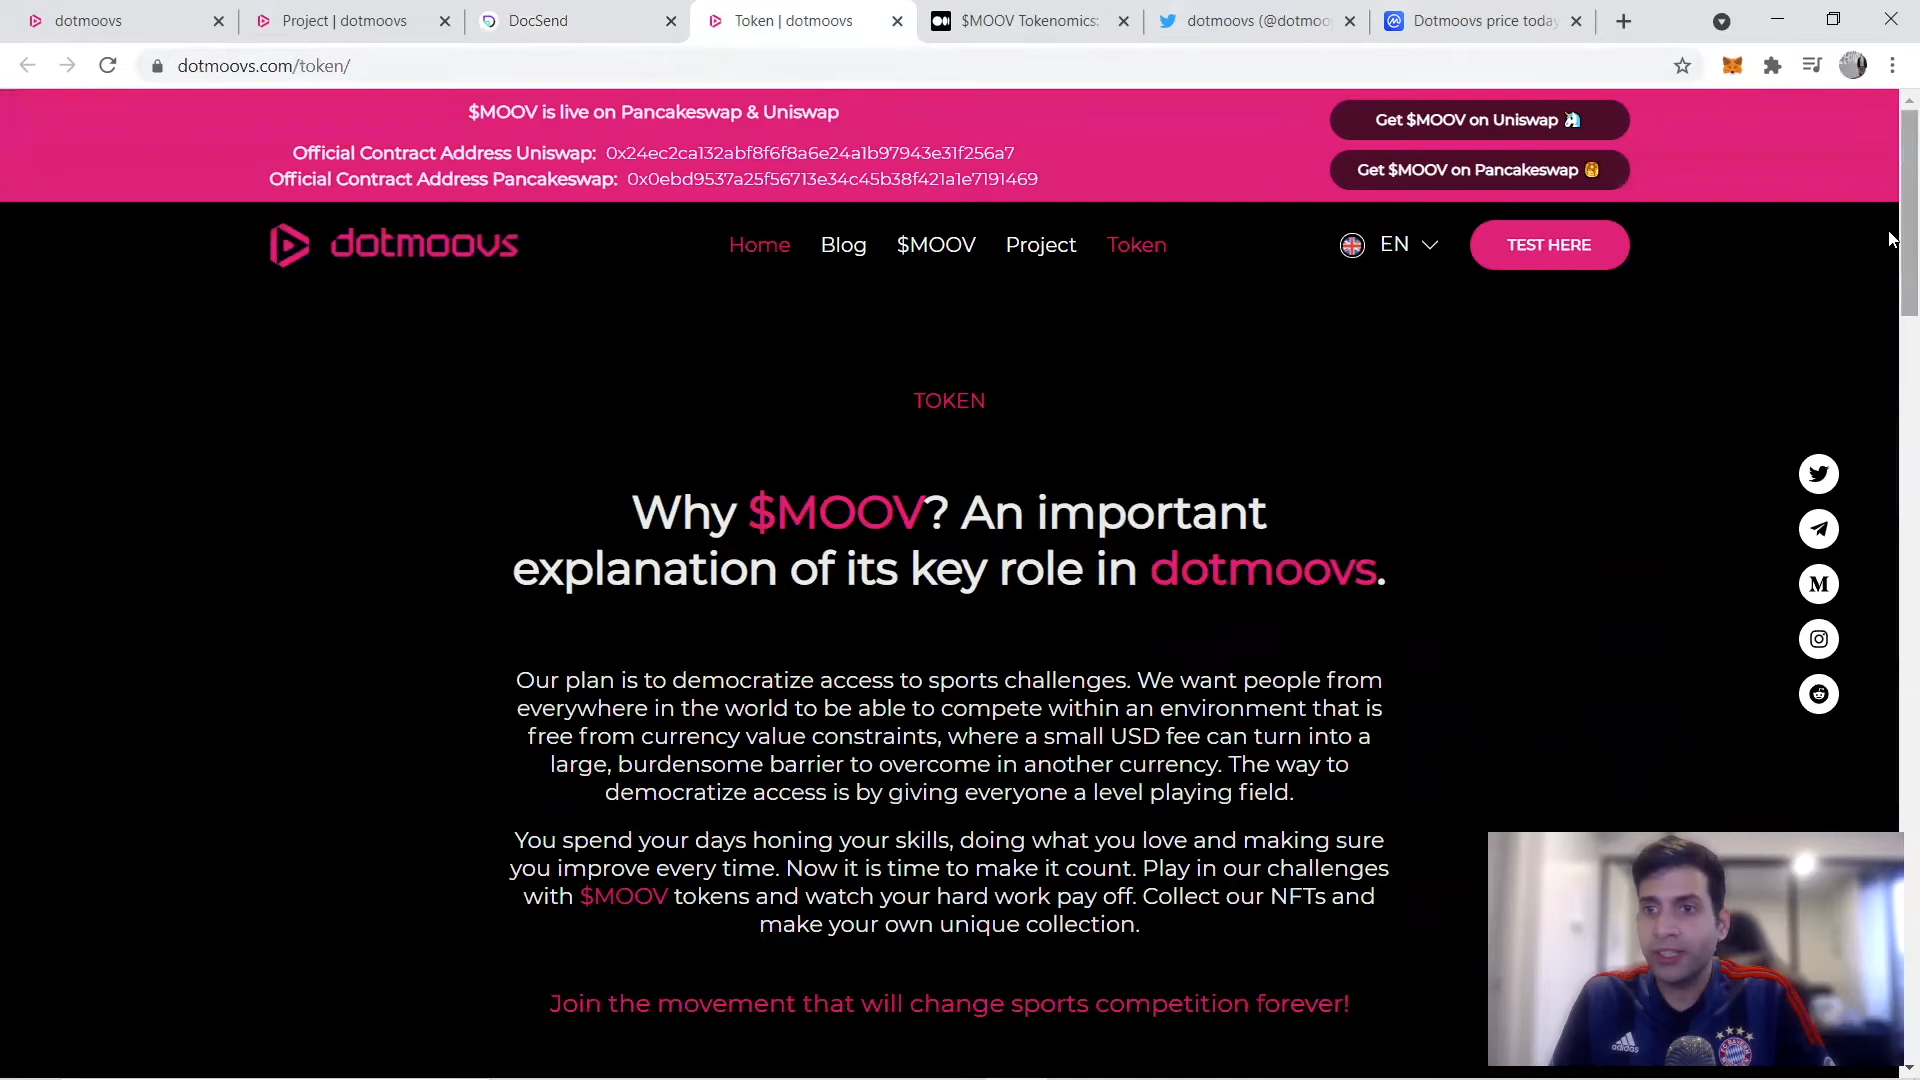 dotmoovs
Project | dotmoovs
DocSend
Token | dotmoovs
$MOOV Tokenomics:
dotmoovs (@dotmoo
Dotmoovs price today
dotmoovs.com/token/
$MOOV is live on Pancakeswap & Uniswap
Official Contract Address Uniswap: 0x24ec2ca132abf8f6f8a6e24a1b97943e31f256a7
Official Contract Address Pancakeswap: 0x0ebd9537a25f56713e34c45b38f421a1e7191469
Get $MOOV on Uniswap
Get $MOOV on Pancakeswap
dotmoovs
Home
Blog
$MOOV
Project
Token
EN
TEST HERE
TOKEN
Why $MOOV? An important
explanation of its key role in dotmoovs.
Our plan is to democratize access to sports challenges. We want people from
everywhere in the world to be able to compete within an environment that is
free from currency value constraints, where a small USD fee can turn into a
large, burdensome barrier to overcome in another currency. The way to
democratize access is by giving everyone a level playing field.
You spend your days honing your skills, doing what you love and making sure
you improve every time. Now it is time to make it count. Play in our challenges
with $MOOV tokens and watch your hard work pay off. Collect our NFTs and
make your own unique collection.
Join the movement that will change sports competition forever!
M
adidas